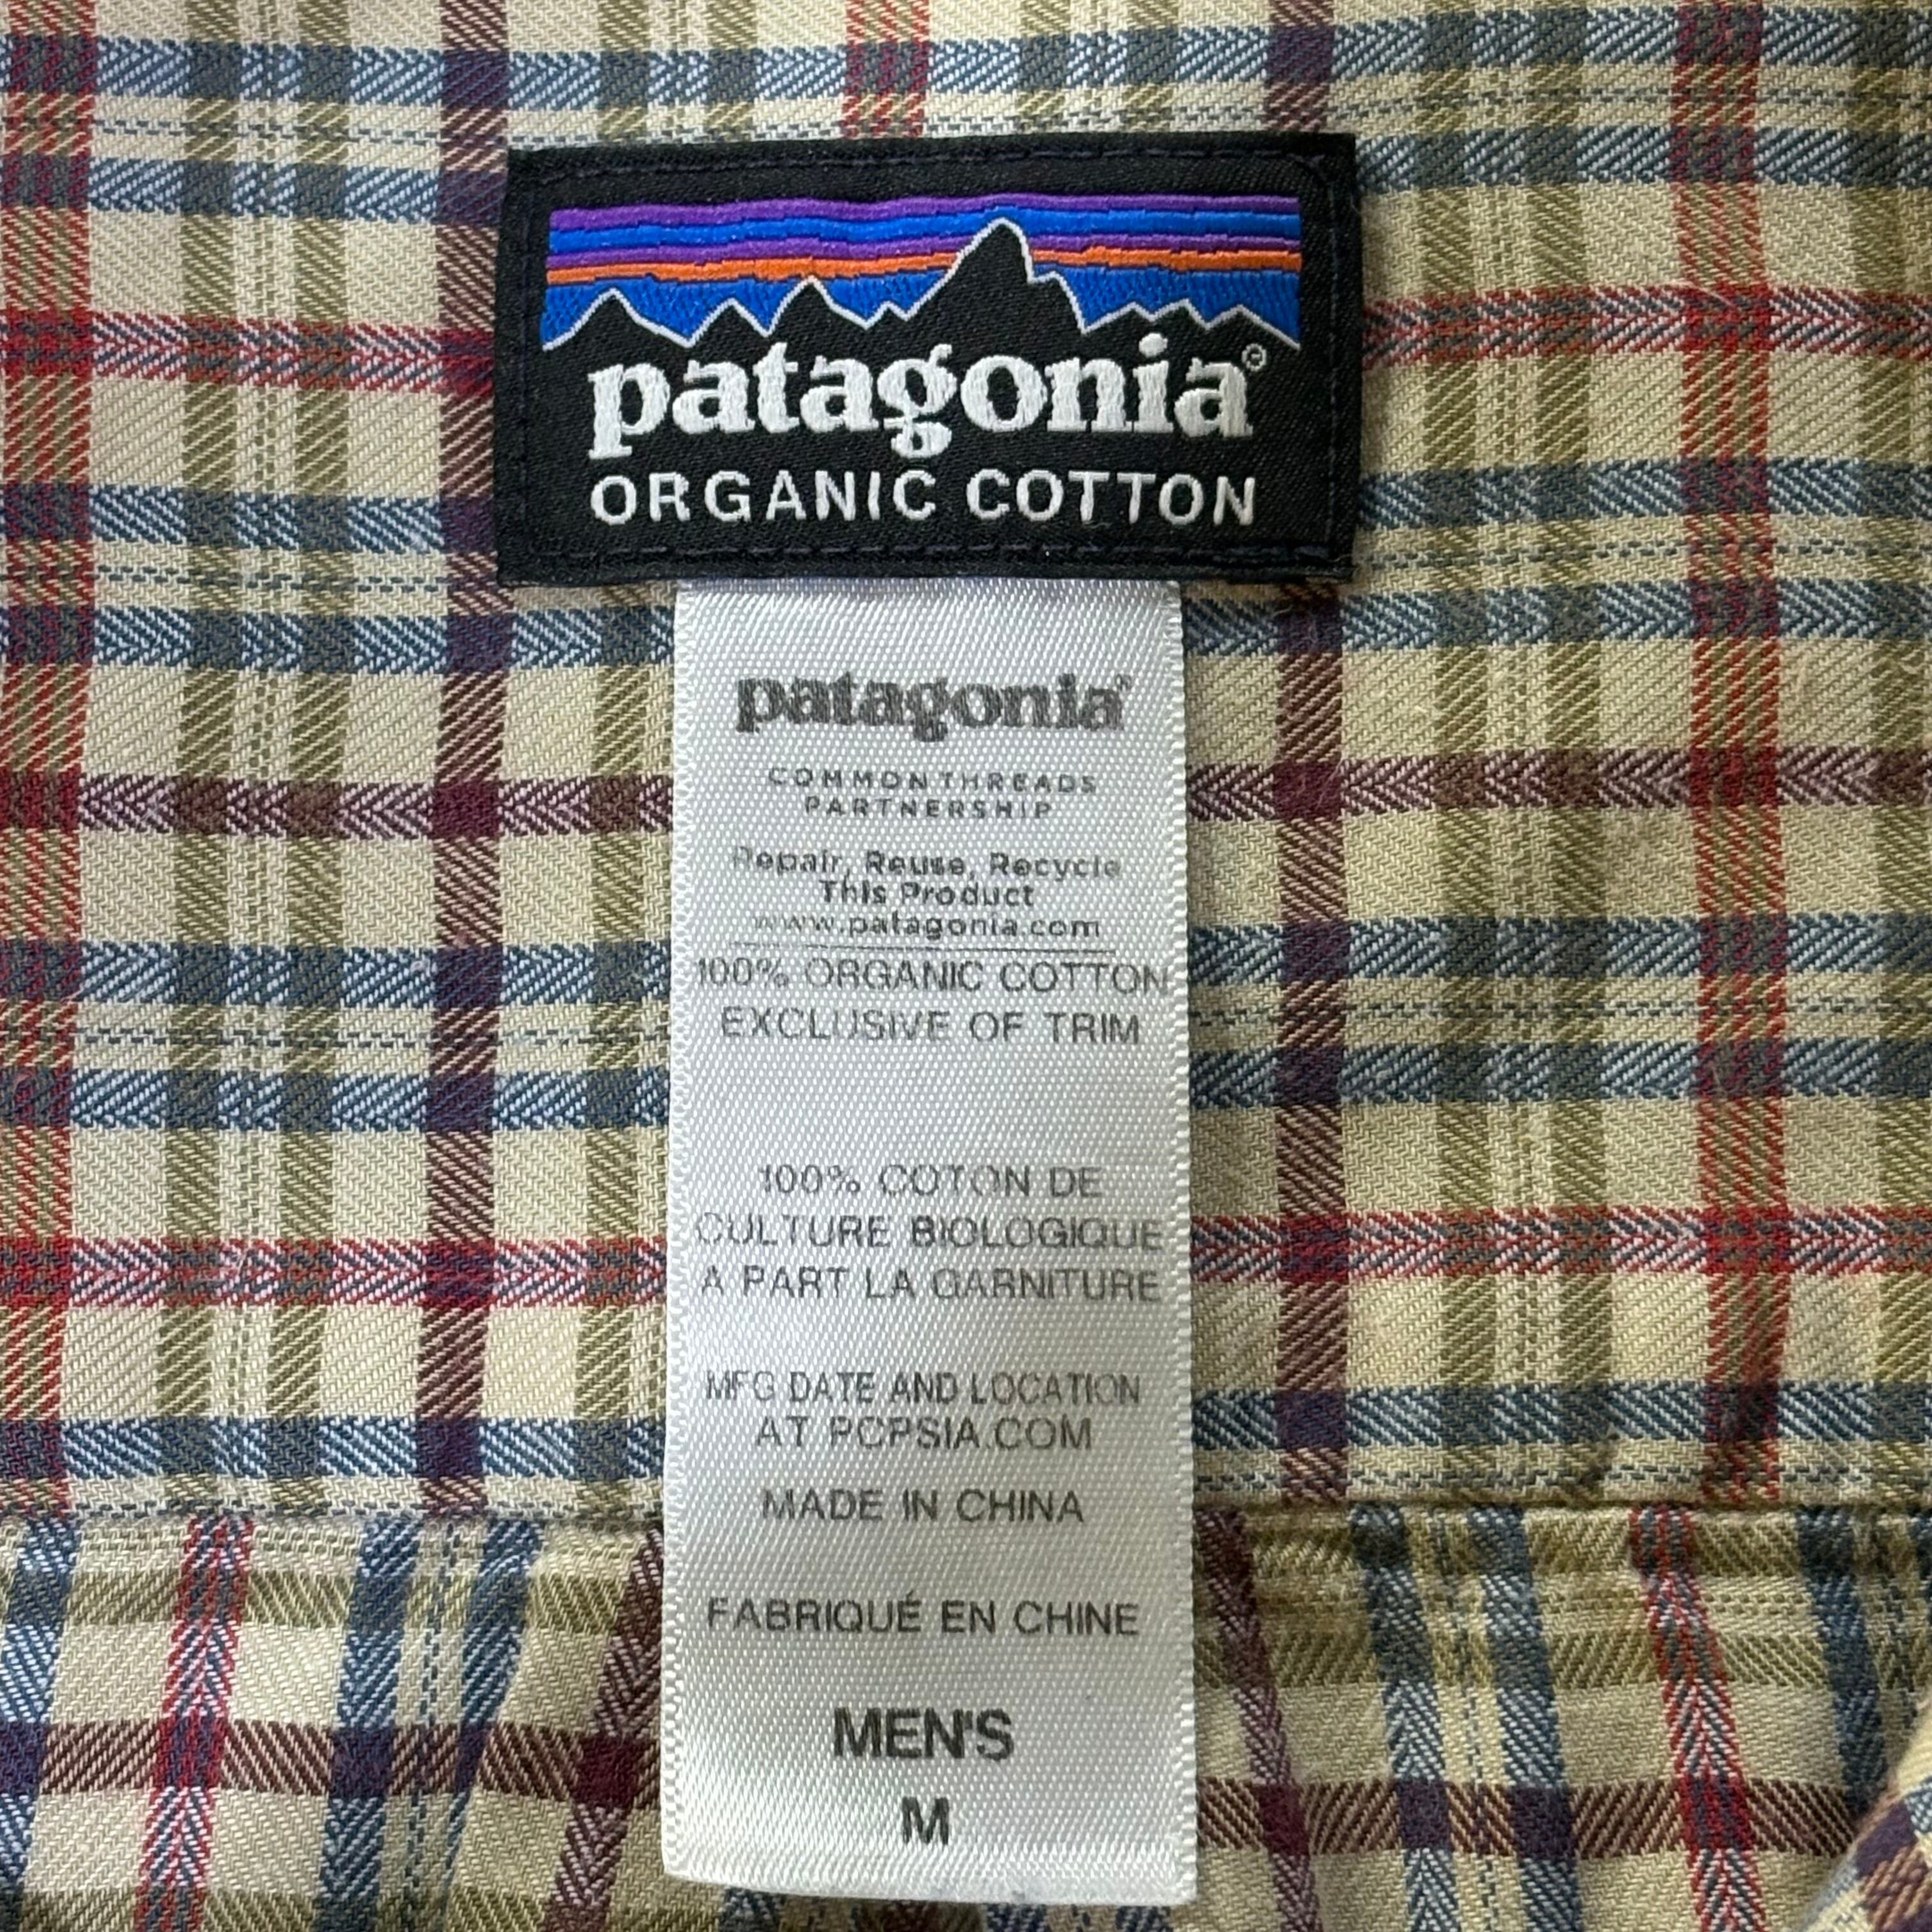 patagonia©
ORGANIC COTTON
patagonia®
COMMON THREADS
PARTNERSHIP
Repair, Reuse, Recycle
This Product
www.patagonia.com
100% ORGANIC COTTON
EXCLUSIVE OF TRIM
100% COTON DE
CULTURE BIOLOGIQUE
A PART LA GARNITURE
MFG DATE AND LOCATION
AT PCPSIA.COM
MADE IN CHINA
FABRIQUÉ EN CHINE
MEN'S
M